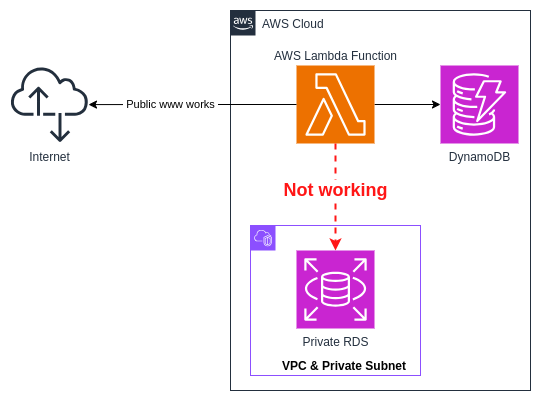 aws
AWS Cloud
AWS Lambda Function
Public www works
Internet
DynamoDB
Not working
Private RDS
VPC & Private Subnet